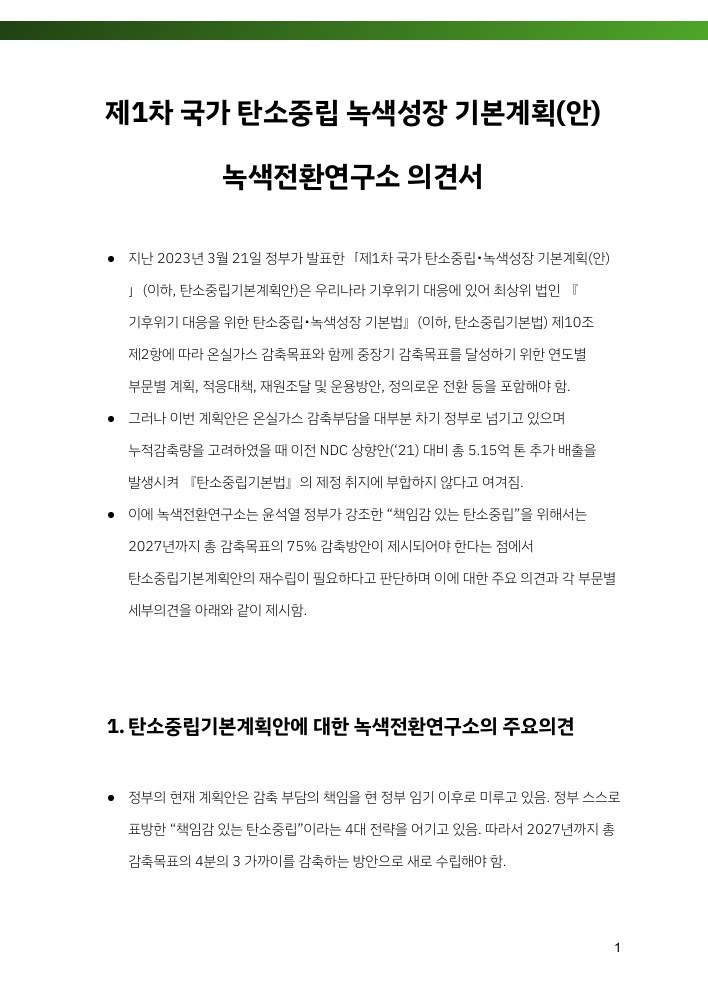 제1차 국가 탄소중립 녹색성장 기본계획(안)
녹색전환연구소 의견서
● 지난 2023년 3월 21일 정부가 발표한 「제1차 국가 탄소중립•녹색성장 기본계획(안)
」(이하, 탄소중립기본계획안)은 우리나라 기후위기 대응에 있어 최상위 법인 『
기후위기 대응을 위한 탄소중립•녹색성장 기본법』(이하, 탄소중립기본법) 제10조
제2항에 따라 온실가스 감축목표와 함께 중장기 감축목표를 달성하기 위한 연도별
부문별 계획, 적응대책, 재원조달 및 운용방안, 정의로운 전환 등을 포함해야 함.
● 그러나 이번 계획안은 온실가스 감축부담을 대부분 차기 정부로 넘기고 있으며
누적감축량을 고려하였을 때 이전 NDC 상향안(‘21) 대비 총 5.15억 톤 추가 배출을
발생시켜 『탄소중립기본법』의 제정 취지에 부합하지 않다고 여겨짐.
● 이에 녹색전환연구소는 윤석열 정부가 강조한 “책임감 있는 탄소중립”을 위해서는
2027년까지 총 감축목표의 75% 감축방안이 제시되어야 한다는 점에서
탄소중립기본계획안의 재수립이 필요하다고 판단하며 이에 대한 주요 의견과 각 부문별
세부의견을 아래와 같이 제시함.
1. 탄소중립기본계획안에 대한 녹색전환연구소의 주요의견
● 정부의 현재 계획안은 감축 부담의 책임을 현 정부 임기 이후로 미루고 있음. 정부 스스로
표방한 “책임감 있는 탄소중립”이라는 4대 전략을 어기고 있음. 따라서 2027년까지 총
감축목표의 4분의 3 가까이를 감축하는 방안으로 새로 수립해야 함.
1